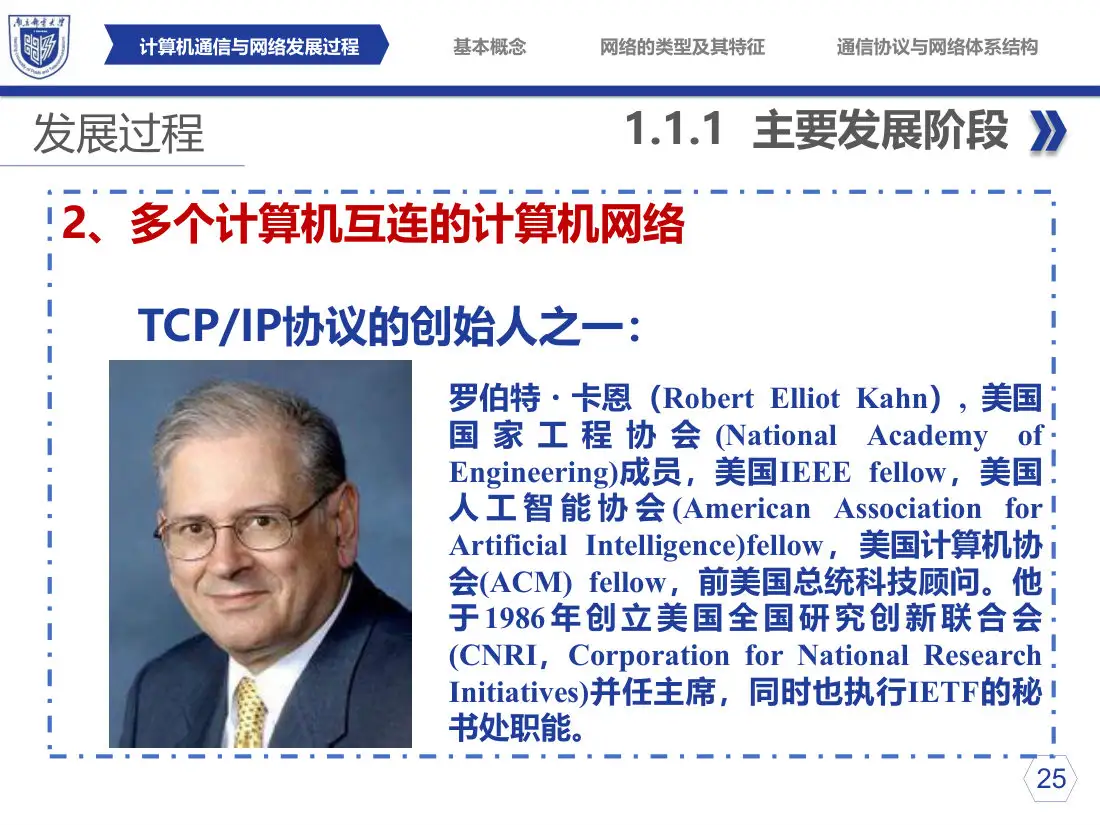 南京邮电大学
计算机通信与网络发展过程
基本概念
网络的类型及其特征
通信协议与网络体系结构
发展过程
1.1.1 主要发展阶段
2、多个计算机互连的计算机网络
TCP/IP协议的创始人之一：
罗伯特·卡恩（Robert Elliot Kahn）, 美国
国家工程协会(National Academy of
Engineering)成员，美国IEEE fellow，美国
人工智能协会(American Association for
Artificial Intelligence)fellow，美国计算机协
会(ACM) fellow，前美国总统科技顾问。他
于1986年创立美国全国研究创新联合会
(CNRI，Corporation for National Research
Initiatives)并任主席，同时也执行IETF的秘
书处职能。
25